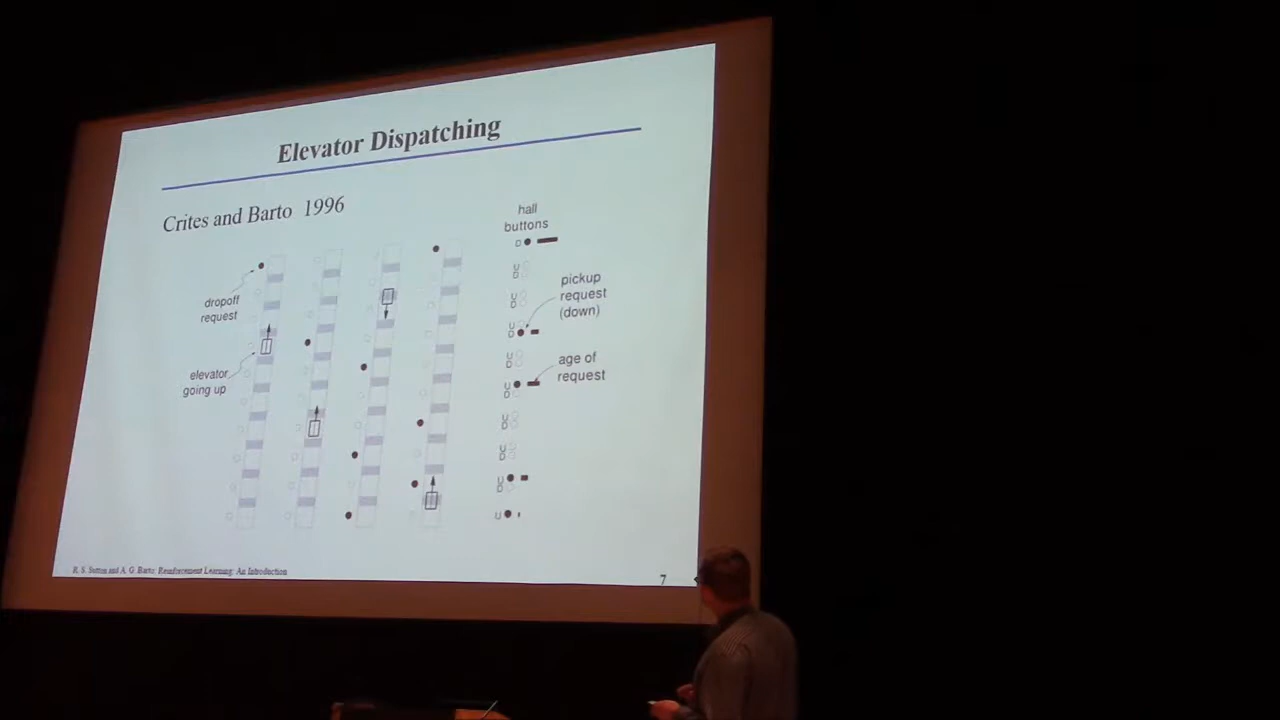 Elevator Dispatching
Crites and Barto 1996
hall
buttons
D
U
D
pickup
request
(down)
U
D
dropoff
request
U
D
U
D
age of
request
elevator
going up
U
D
U
D
U
D
U
D
U
R. S. Sutton and A. G. Barto: Reinforcement Learning: An Introduction
7